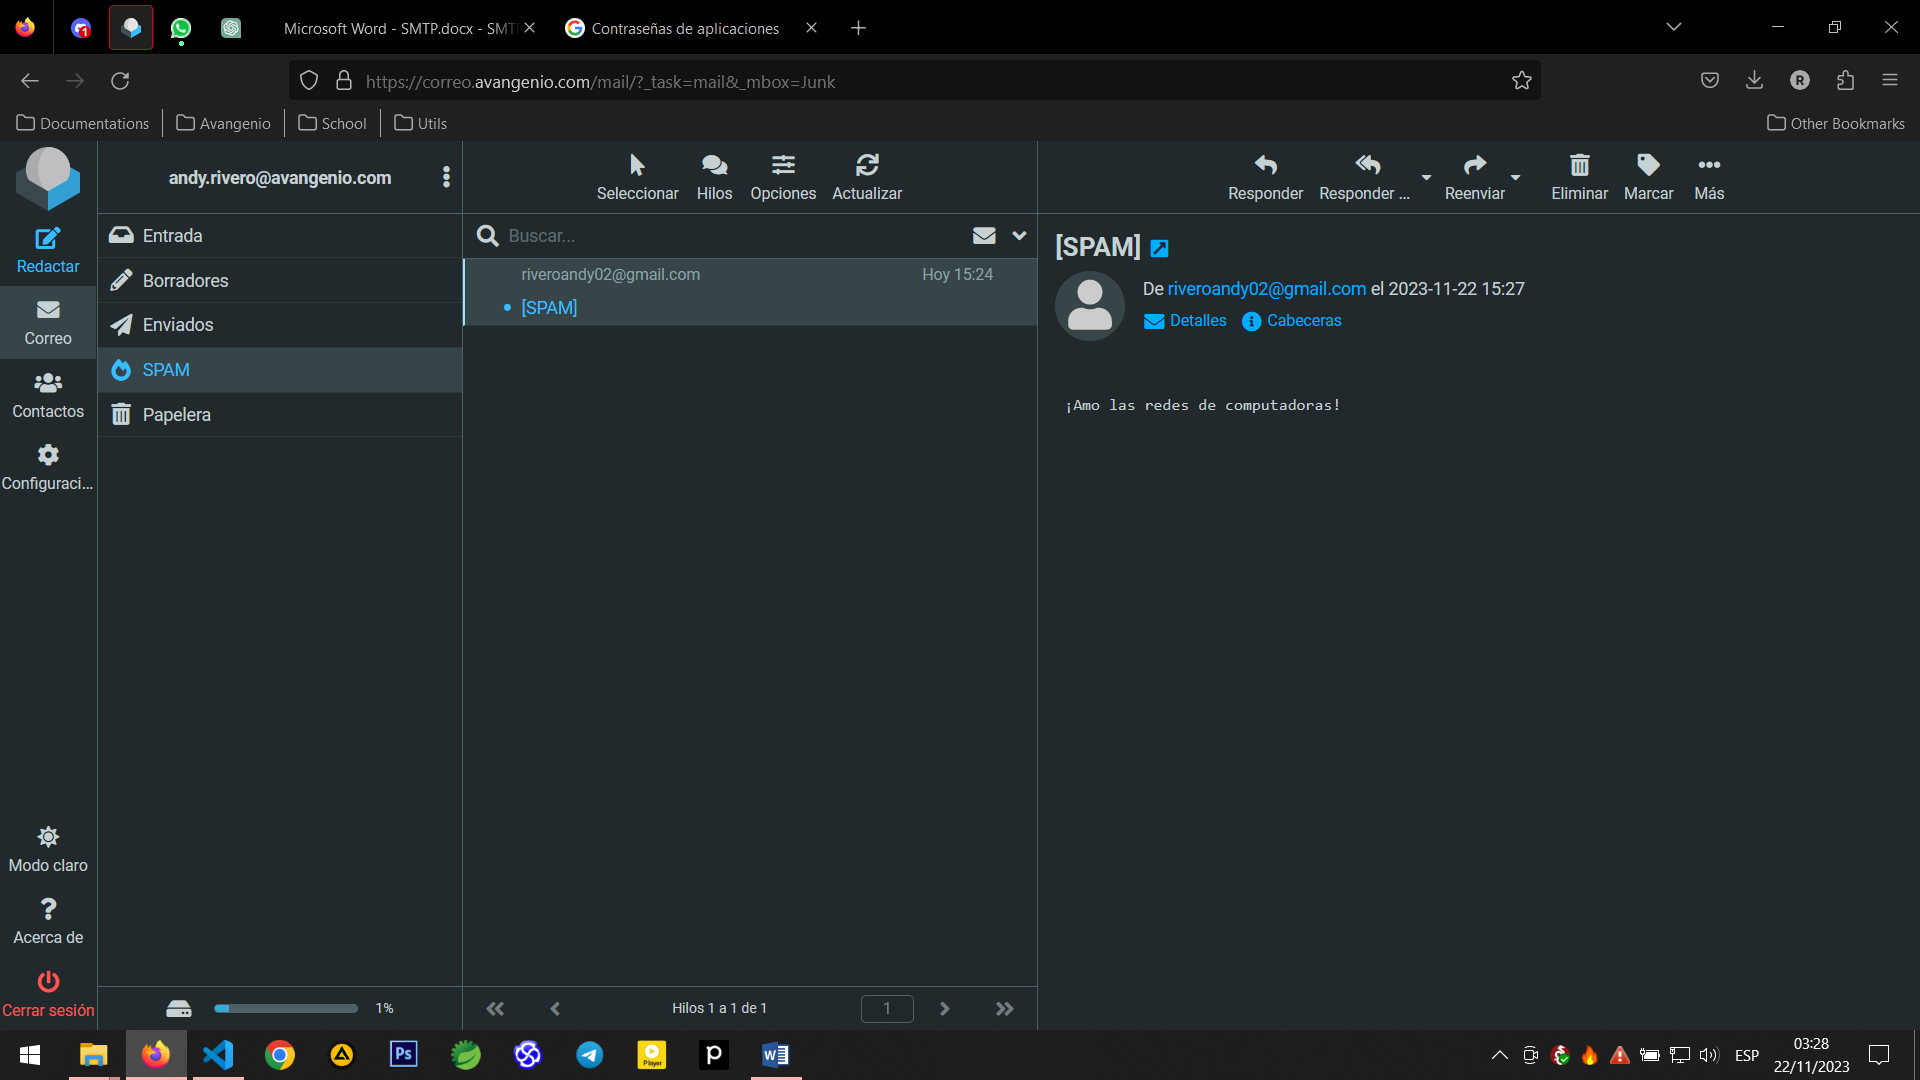 Microsoft Word - SMTP.docx - SMT
Contraseñas de aplicaciones
https://correo.avangenio.com/mail/?_task=mail&_mbox=Junk
R
Documentations
Avangenio
School
Utils
Other Bookmarks
andy.rivero@avangenio.com
Seleccionar
Hilos
Opciones
Actualizar
Responder
Responder ...
Reenviar
Eliminar
Marcar
Más
Redactar
Correo
Contactos
Configuraci...
Modo claro
Acerca de
Cerrar sesión
Entrada
Borradores
Enviados
SPAM
Papelera
1%
Buscar...
riveroandy02@gmail.com Hoy 15:24
[SPAM]
Hilos 1 a 1 de 1
1
[SPAM]
De riveroandy02@gmail.com el 2023-11-22 15:27
Detalles Cabeceras
¡Amo las redes de computadoras!
Ps
Player
p
ESP
03:28
22/11/2023